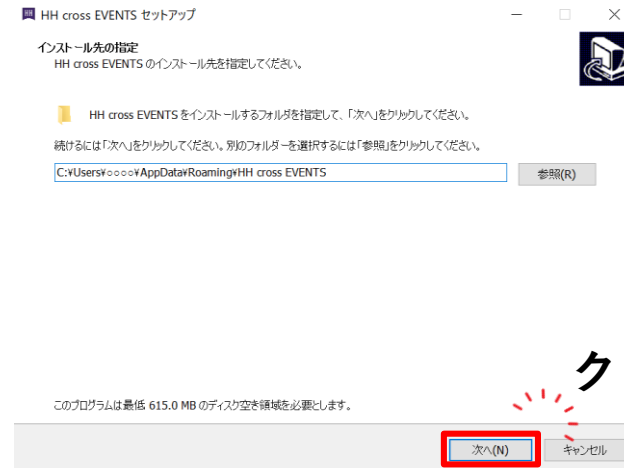 HH cross EVENTS セットアップ
インストール先の指定
HH cross EVENTS のインストール先を指定してください。
HH cross EVENTS をインストールするフォルダを指定して、「次へ」をクリックしてください。
続けるには「次へ」をクリックしてください。別のフォルダーを選択するには「参照」をクリックしてください。
C:¥Users¥○○○○¥AppData¥Roaming¥HH cross EVENTS
参照(R)
ク
このプログラムは最低 615.0 MB のディスク空き領域を必要とします。
次へ(N)
キャンセル